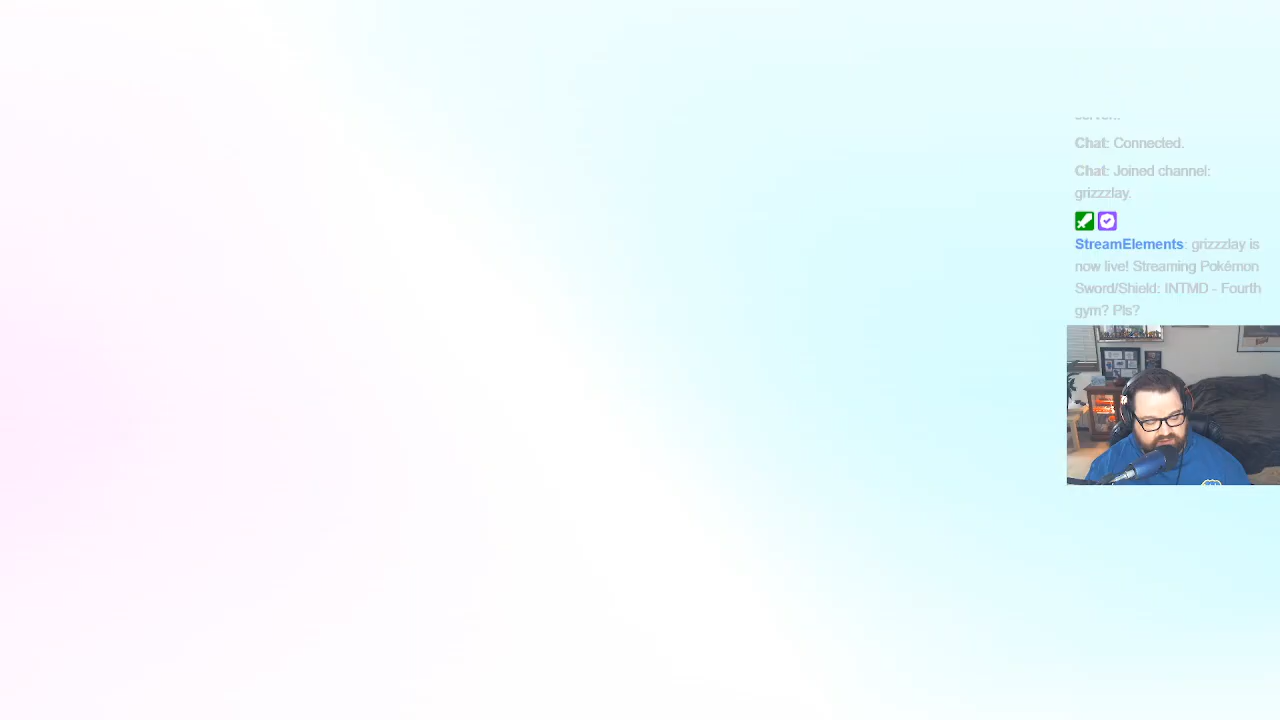 Chat: Connected.
Chat: Joined channel:
grizzzlay.
StreamElements: grizzzlay is
now live! Streaming Pokémon
Sword/Shield: INTMD - Fourth
gym? Pls?